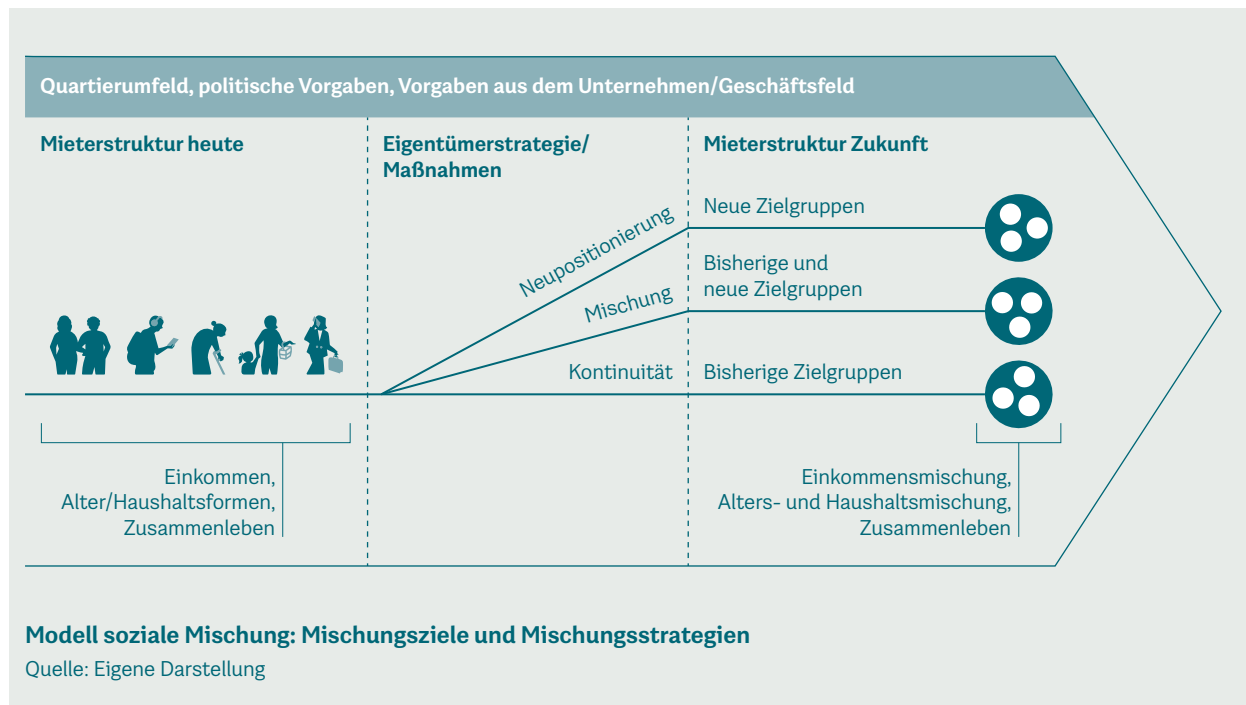 Quartierumfeld, politische Vorgaben, Vorgaben aus dem Unternehmen/Geschäftsfeld
Mieterstruktur heute
Eigentümerstrategie/
Maßnahmen
Mieterstruktur Zukunft
Neupositionierung
Neue Zielgruppen
Mischung
Bisherige und
neue Zielgruppen
Kontinuität
Bisherige Zielgruppen
Einkommen,
Alter/Haushaltsformen,
Zusammenleben
Einkommensmischung,
Alters- und Haushaltsmischung,
Zusammenleben
Modell soziale Mischung: Mischungsziele und Mischungsstrategien
Quelle: Eigene Darstellung